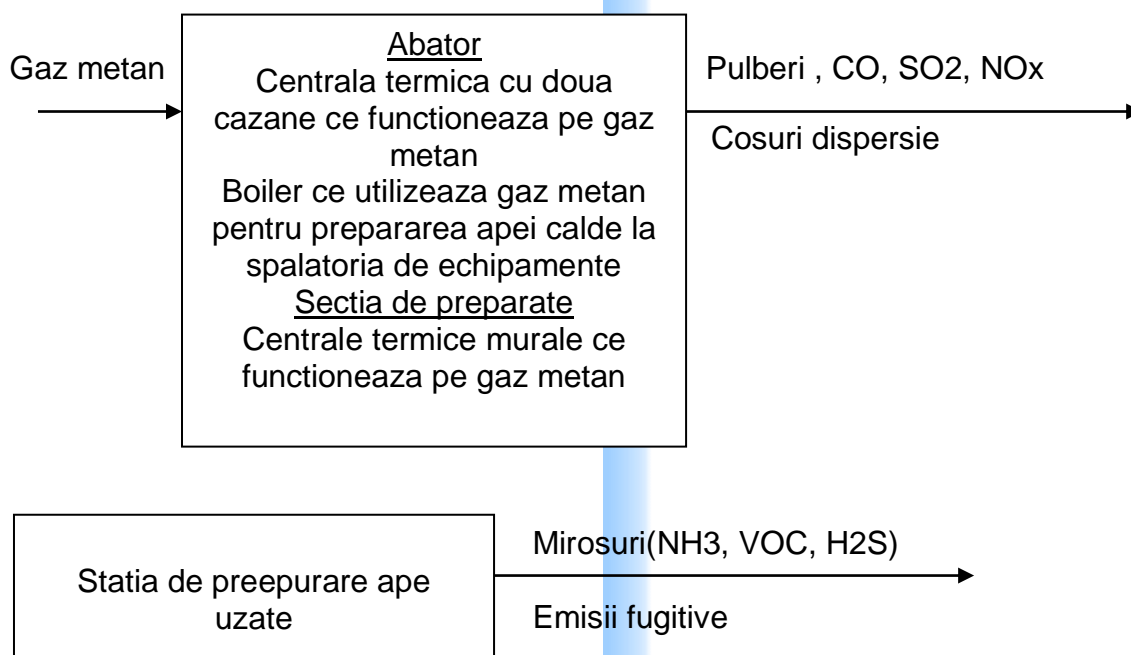 Gaz metan
Abator
Centrala termica cu doua
cazane ce functioneaza pe gaz
metan
Boiler ce utilizeaza gaz metan
pentru prepararea apei calde la
spalatoria de echipamente
Sectia de preparate
Centrale termice murale ce
functioneaza pe gaz metan
Pulberi , CO, SO2, NOx
Cosuri dispersie
Statia de preepurare ape
uzate
Mirosuri(NH3, VOC, H2S)
Emisii fugitive